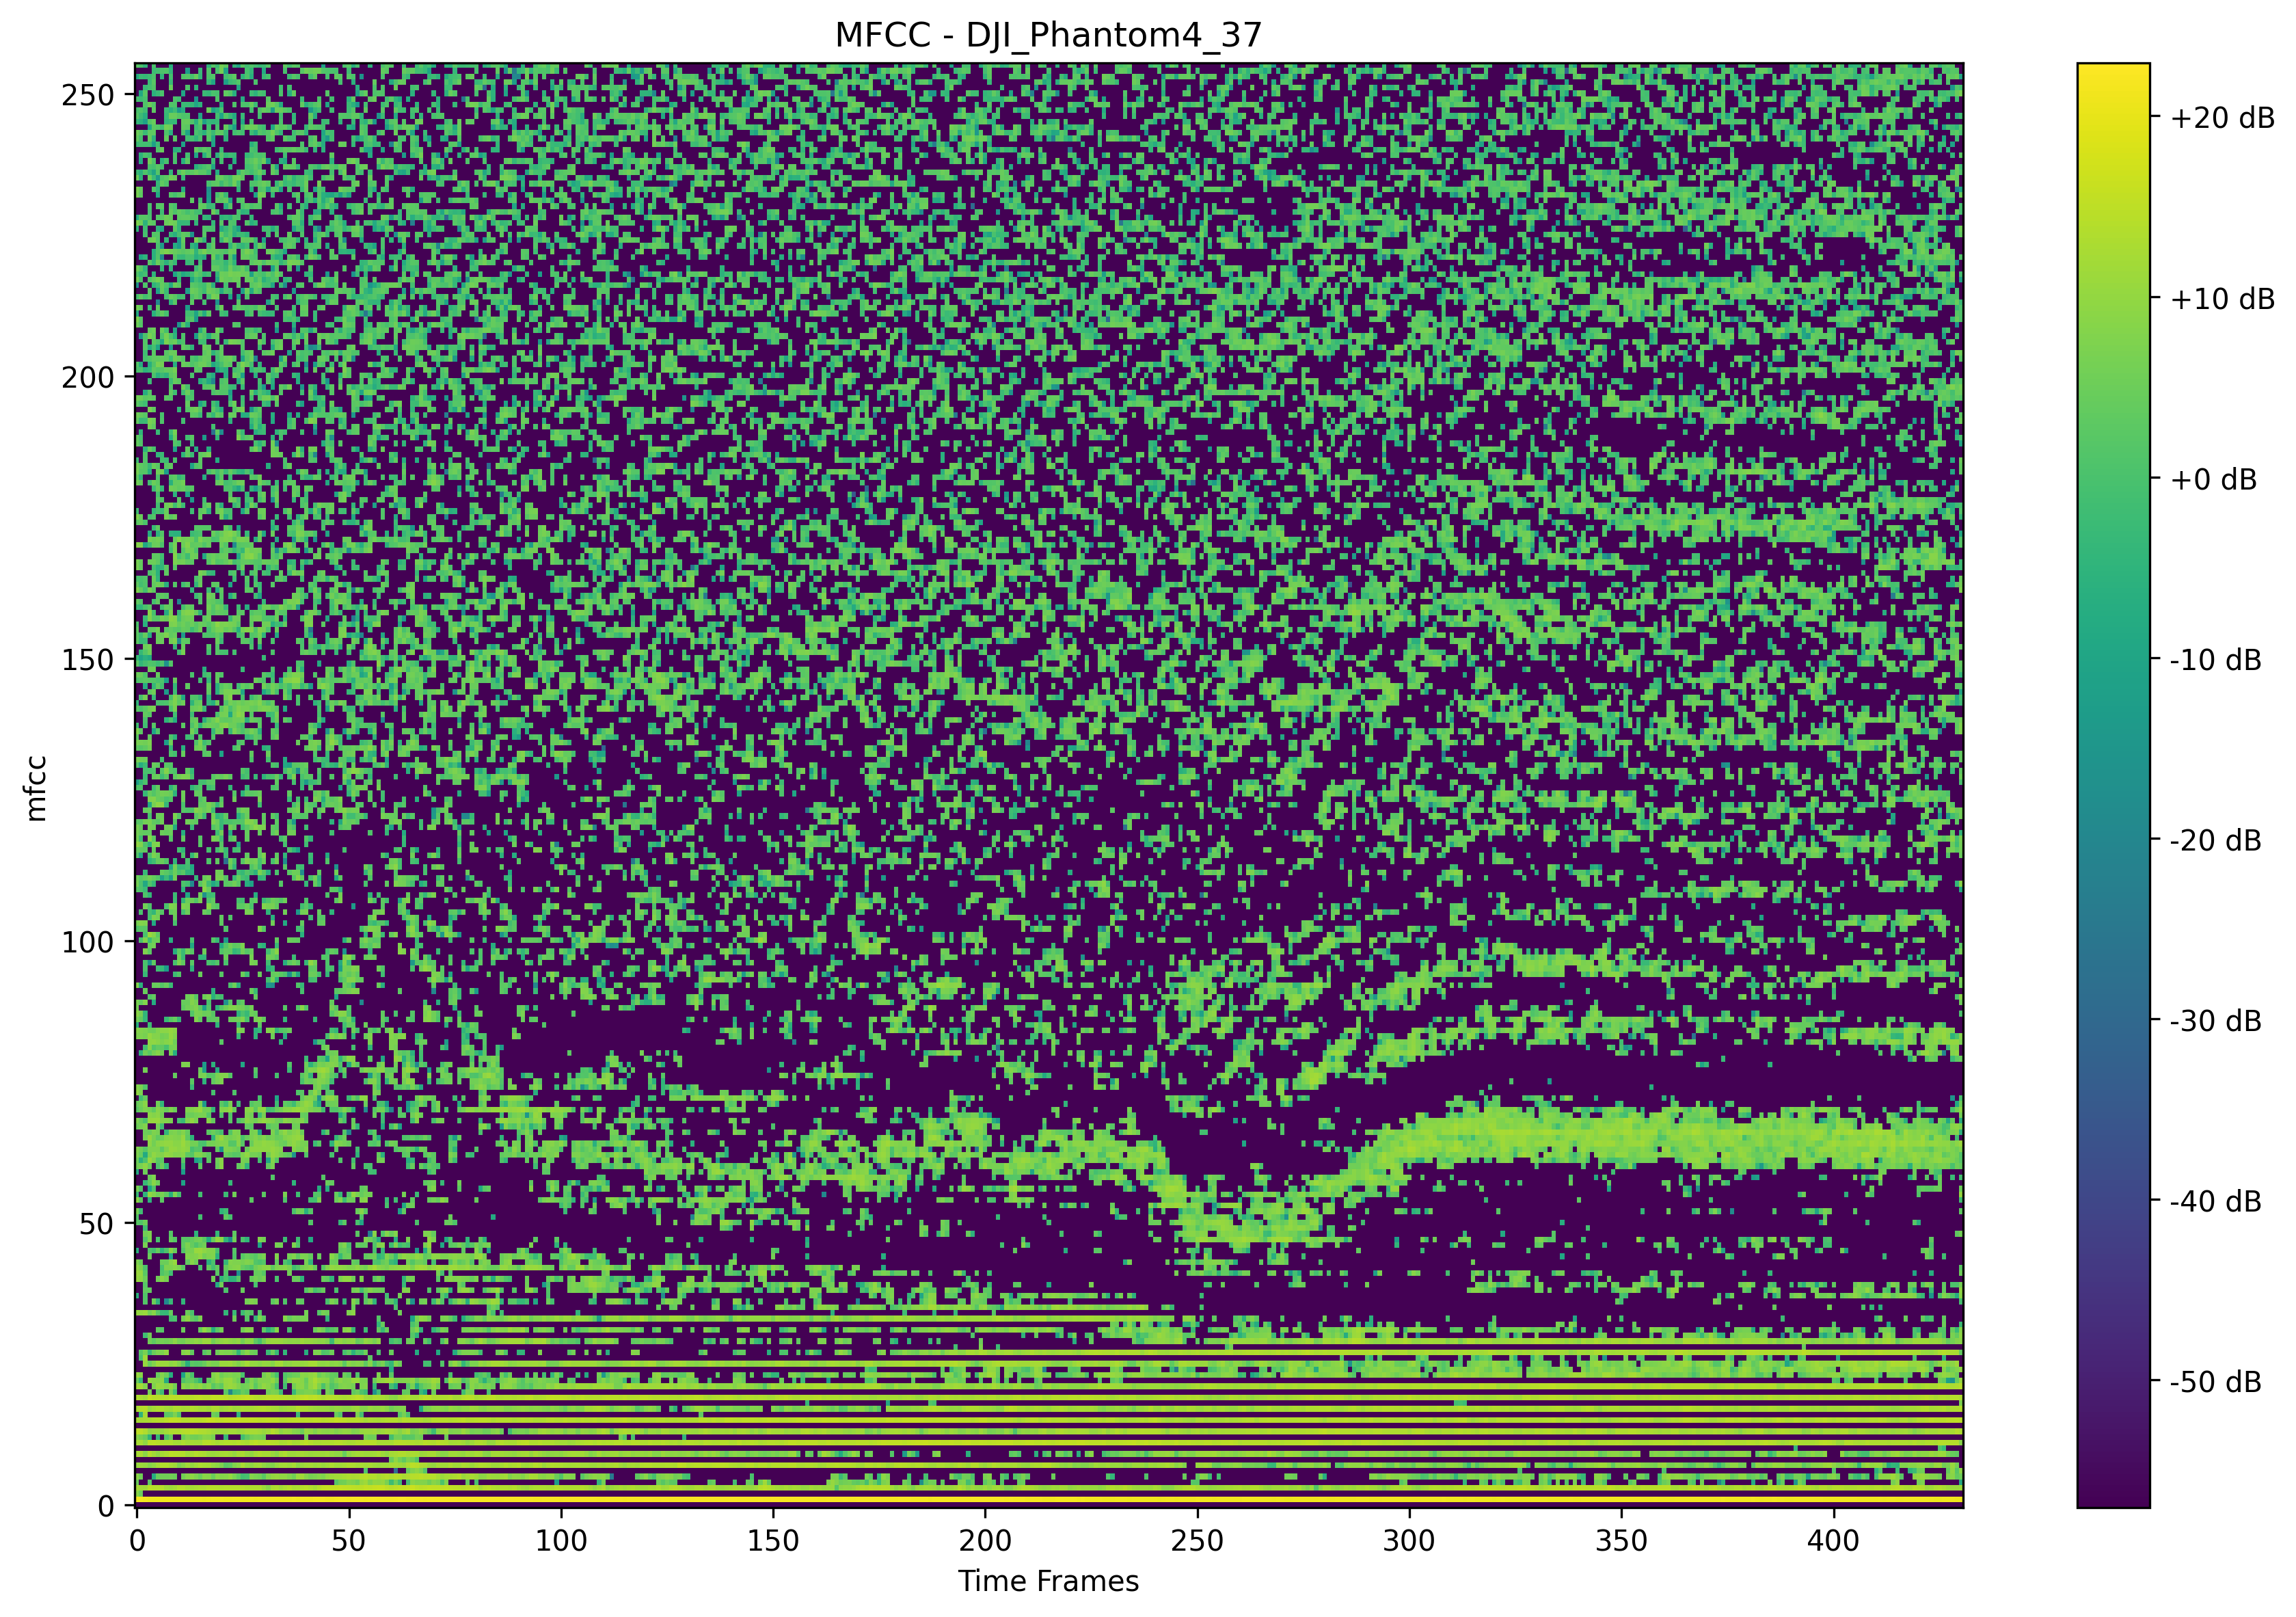 MFCC - DJI_Phantom4_37
250
200
150
100
50
0
mfcc
0 50 100 150 200 250 300 350 400
Time Frames
+20 dB
+10 dB
+0 dB
-10 dB
-20 dB
-30 dB
-40 dB
-50 dB